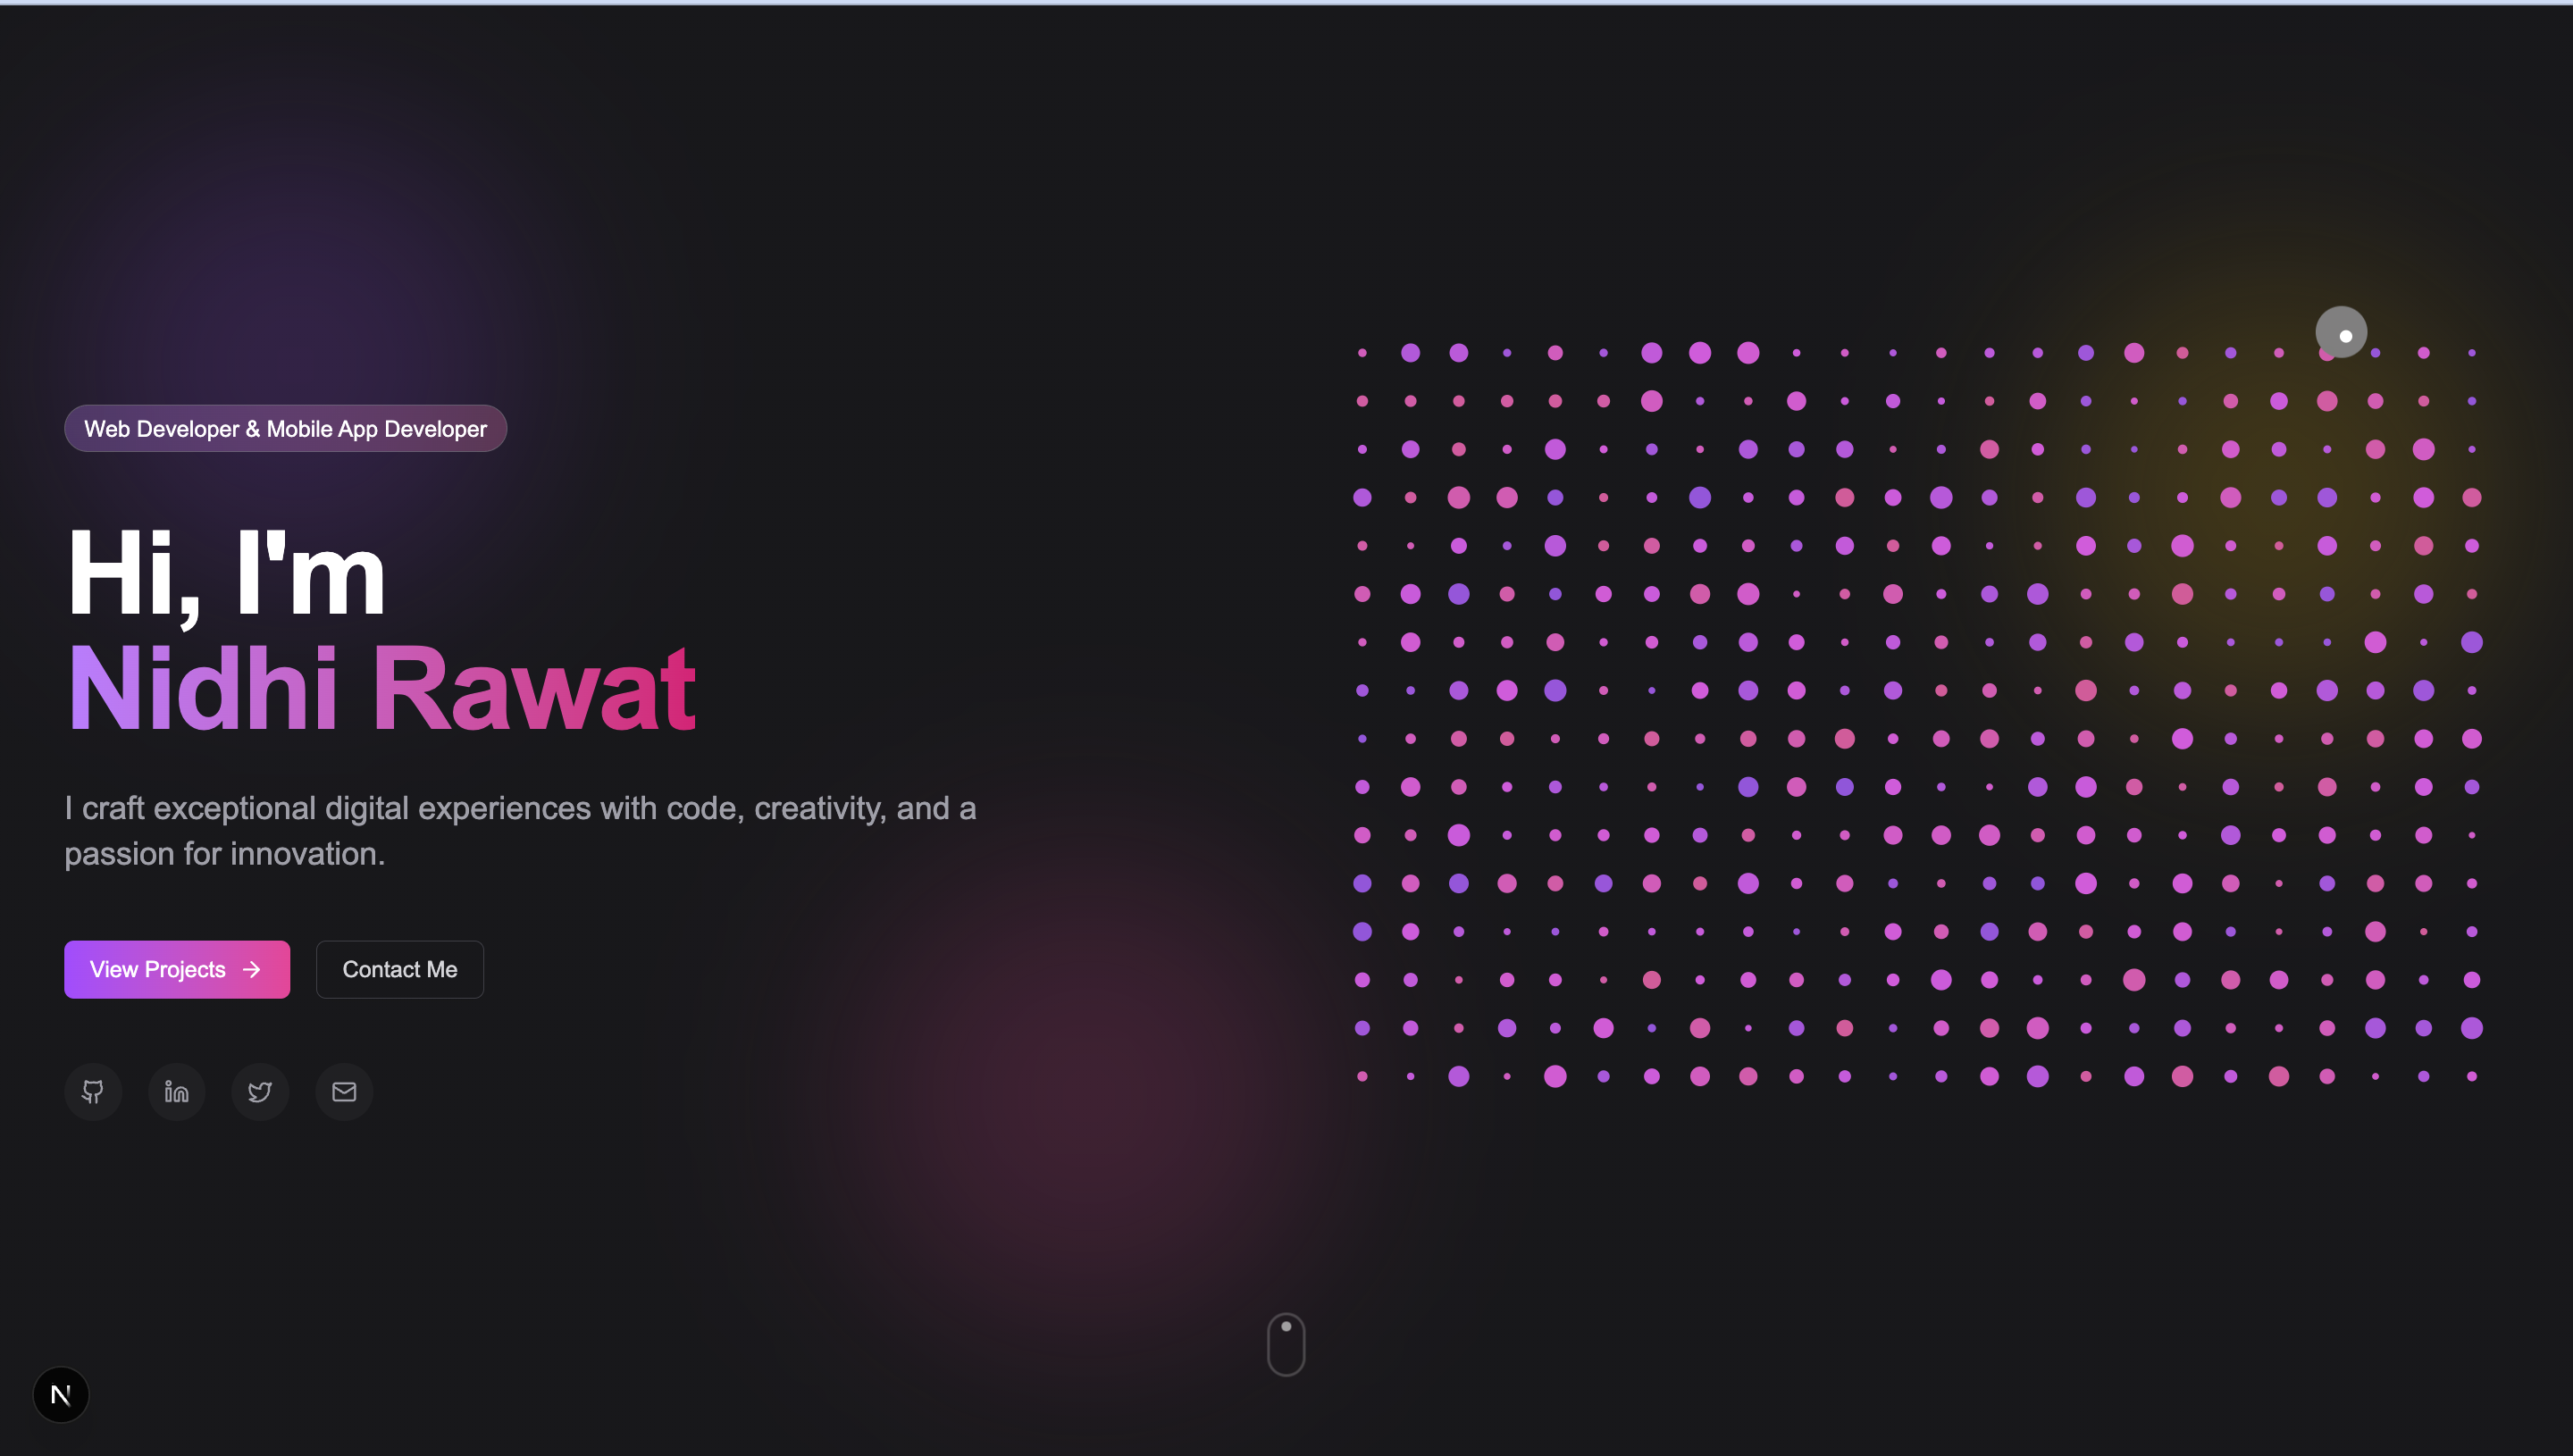 Web Developer & Mobile App Developer
Hi, I'm
Nidhi Rawat
I craft exceptional digital experiences with code, creativity, and a
passion for innovation.
View Projects
Contact Me
in
N